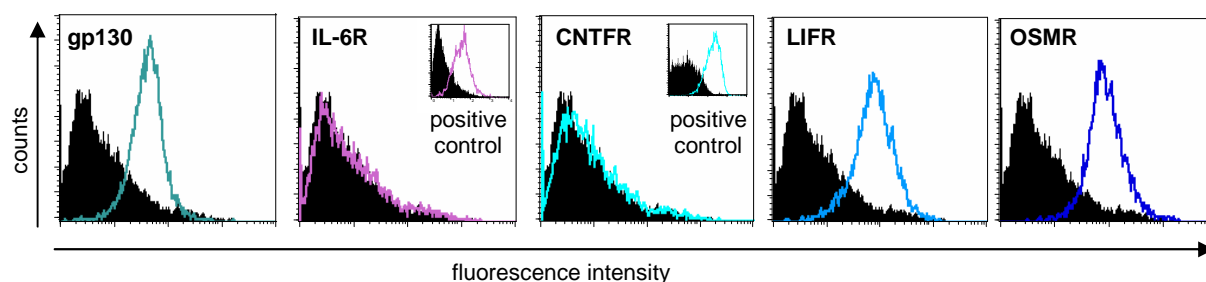 gp130
IL-6R
positive
control
CNTFR
positive
control
LIFR
OSMR
counts
fluorescence intensity